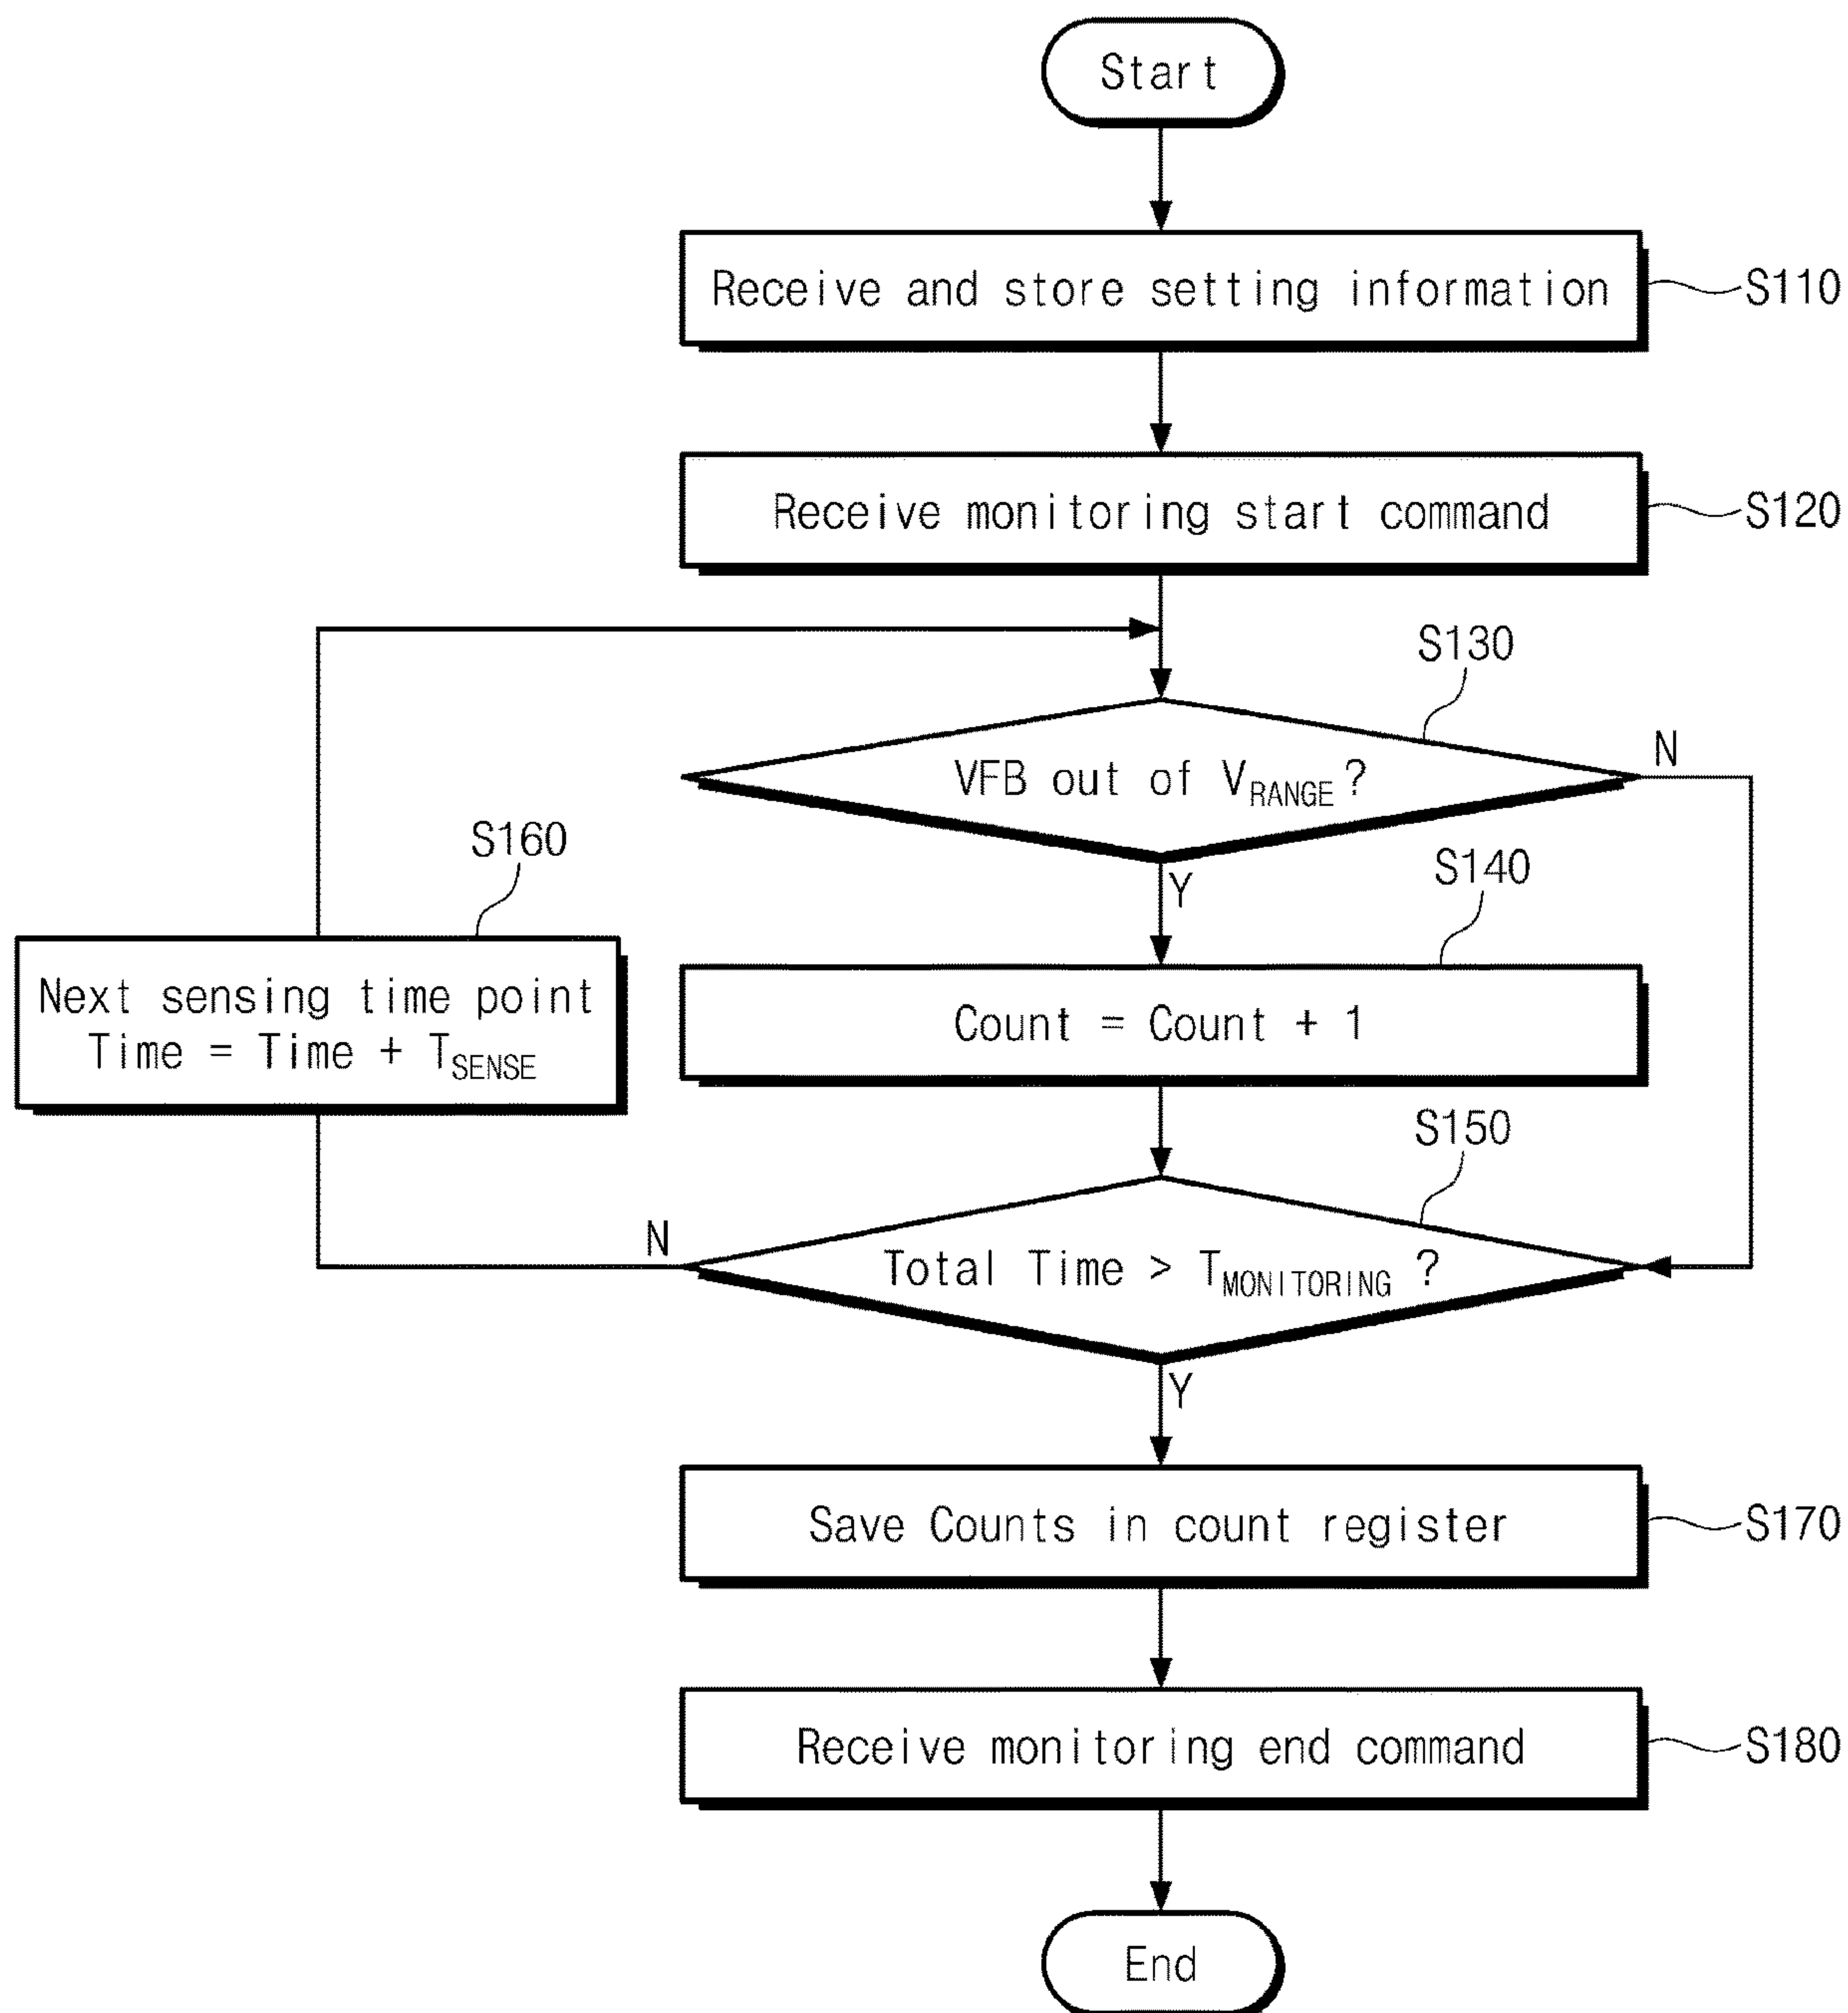 Start
Receive and store setting information
S110
Receive monitoring start command
S120
S130
VFB out of VRANGE?
N
Y
S140
Count = Count + 1
S160
Next sensing time point
Time = Time + TSENSE
S150
Total Time > TMONITORING ?
N
Y
Save Counts in count register
S170
Receive monitoring end command
S180
End